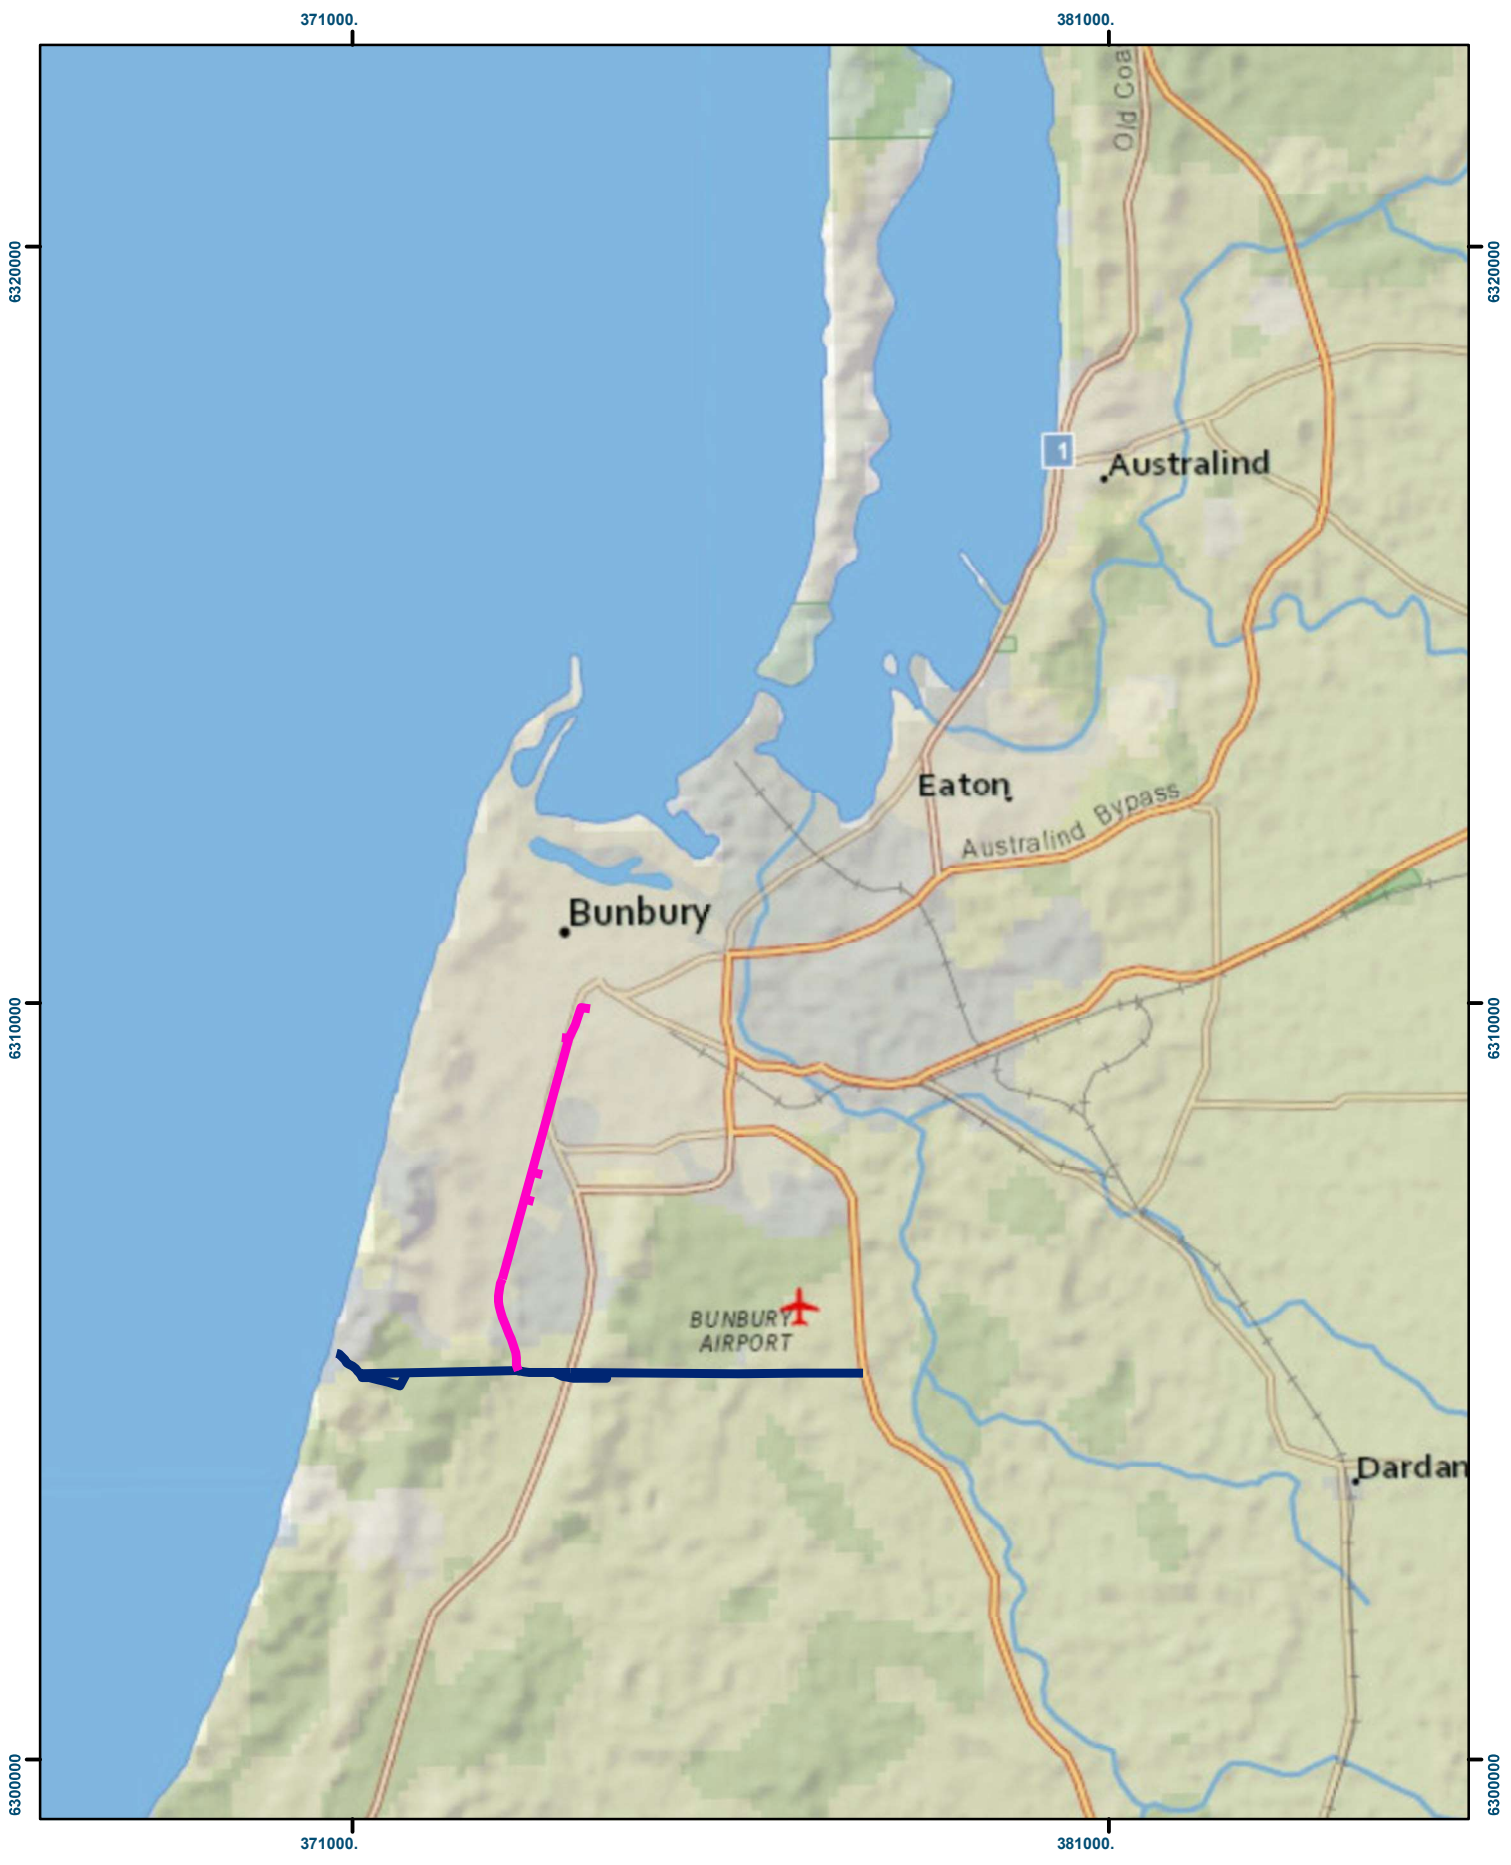 371000.
381000.
Old Coa
6320000
6320000
1
Australind
Eaton
Australind Bypass
Bunbury
6310000
6310000
BUNBURY
AIRPORT
Dardan
6300000
6300000
371000.
381000.